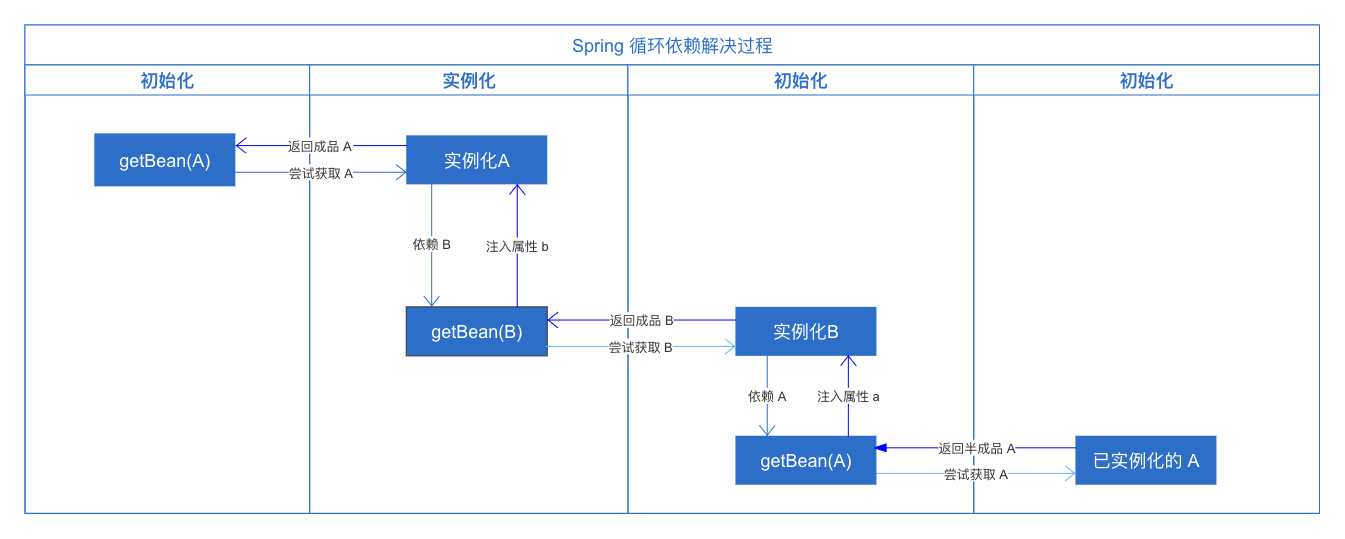 Spring 循环依赖解决过程
初始化
实例化
初始化
初始化
getBean(A)
返回成品 A
尝试获取 A
实例化A
依赖 B
注入属性 b
getBean(B)
返回成品 B
尝试获取 B
实例化B
依赖 A
注入属性 a
getBean(A)
返回半成品 A
尝试获取 A
已实例化的 A